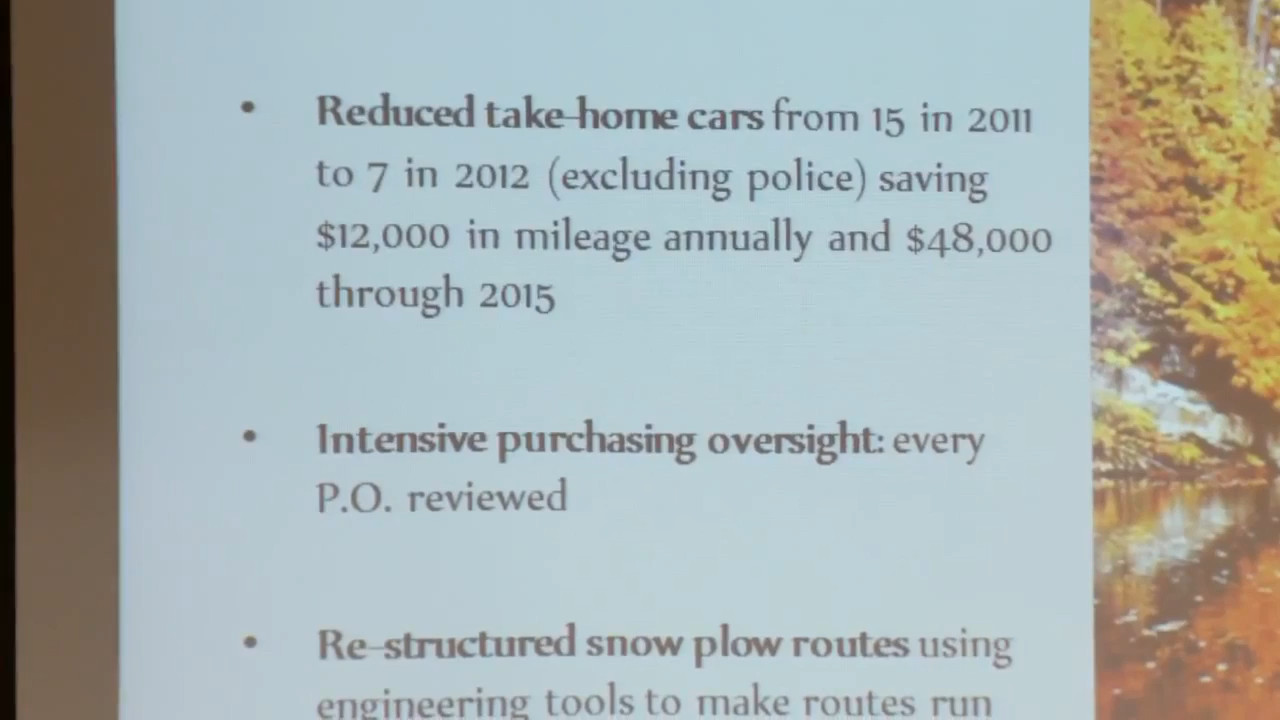 • Reduced take-home cars from 15 in 2011
to 7 in 2012 (excluding police) saving
$12,000 in mileage annually and $48,000
through 2015
• Intensive purchasing oversight: every
P.O. reviewed
• Re-structured snow plow routes using
engineering tools to make routes run